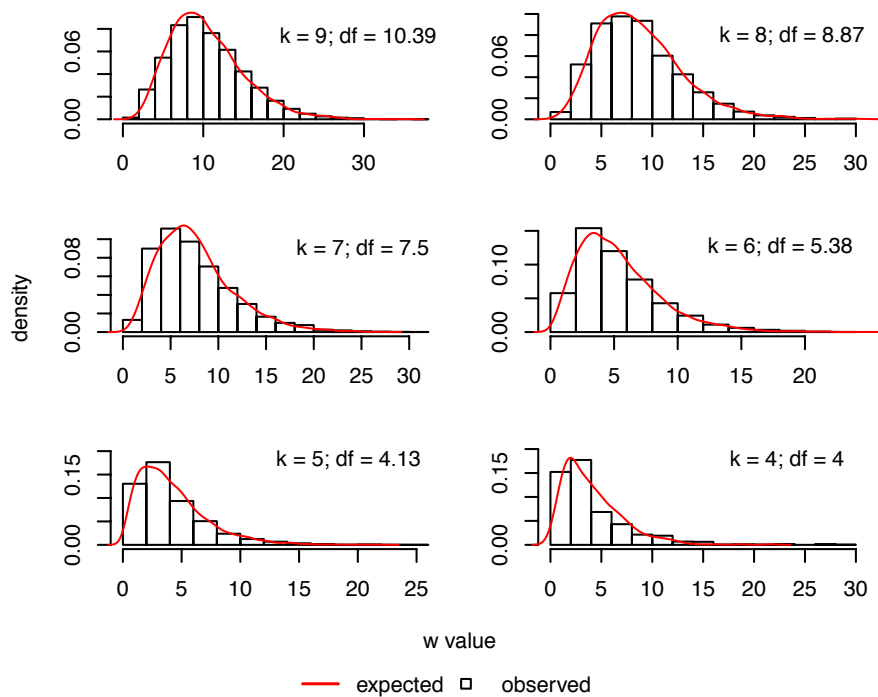 k = 9; df = 10.39
0.00 0.06
0 10 20 30
k = 8; df = 8.87
0.00 0.06
0 5 10 15 20 25 30
k = 7; df = 7.5
0.00 0.08
0 5 10 15 20 25 30
k = 6; df = 5.38
0.00 0.10
0 5 10 15 20
density
k = 5; df = 4.13
0.00 0.15
0 5 10 15 20 25
k = 4; df = 4
0.00 0.15
0 5 10 15 20 25 30
w value
expected observed